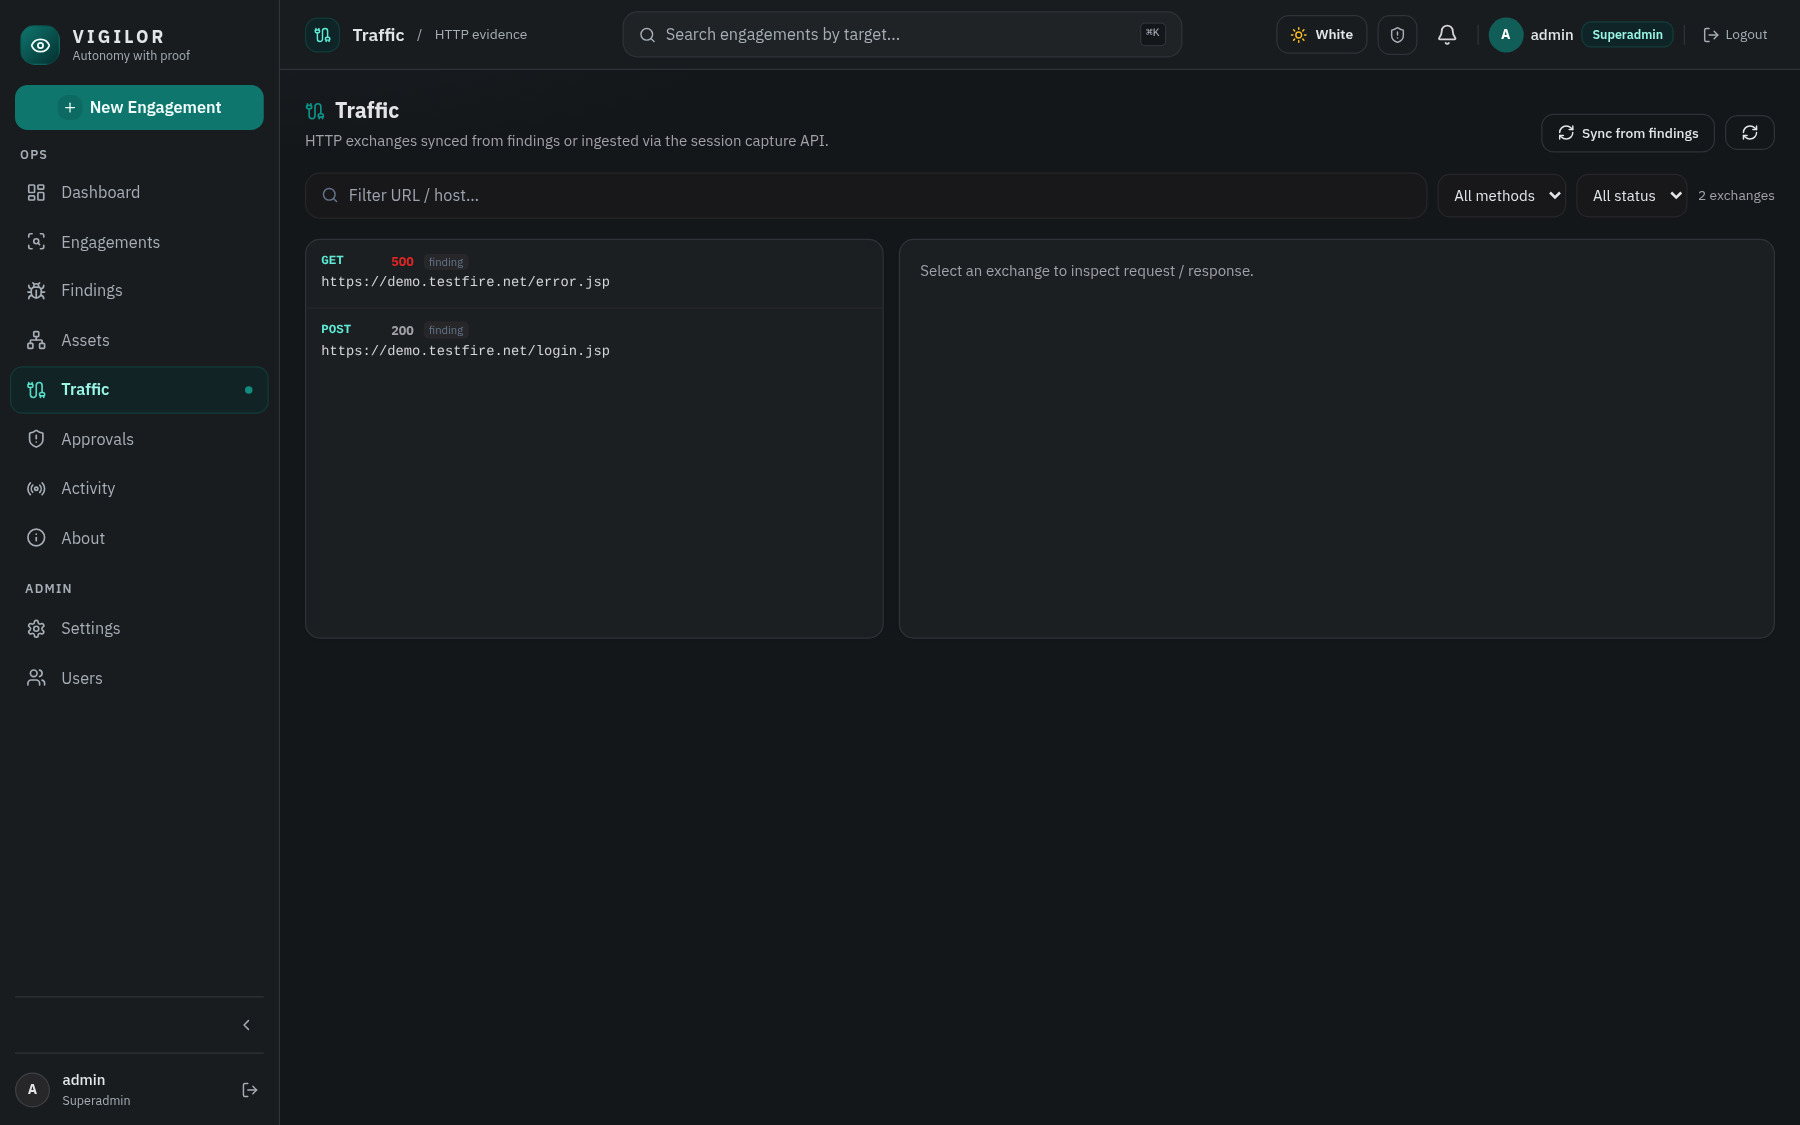 VIGILOR
Autonomy with proof
+ New Engagement
OPS
Dashboard
Engagements
Findings
Assets
Traffic
Approvals
Activity
About
ADMIN
Settings
Users
A
admin
Superadmin
Traffic / HTTP evidence
Search engagements by target...
⌘K
White
A
admin
Superadmin
Logout
Traffic
HTTP exchanges synced from findings or ingested via the session capture API.
Sync from findings
Filter URL / host...
All methods
All status
2 exchanges
GET 500 finding
https://demo.testfire.net/error.jsp
POST 200 finding
https://demo.testfire.net/login.jsp
Select an exchange to inspect request / response.